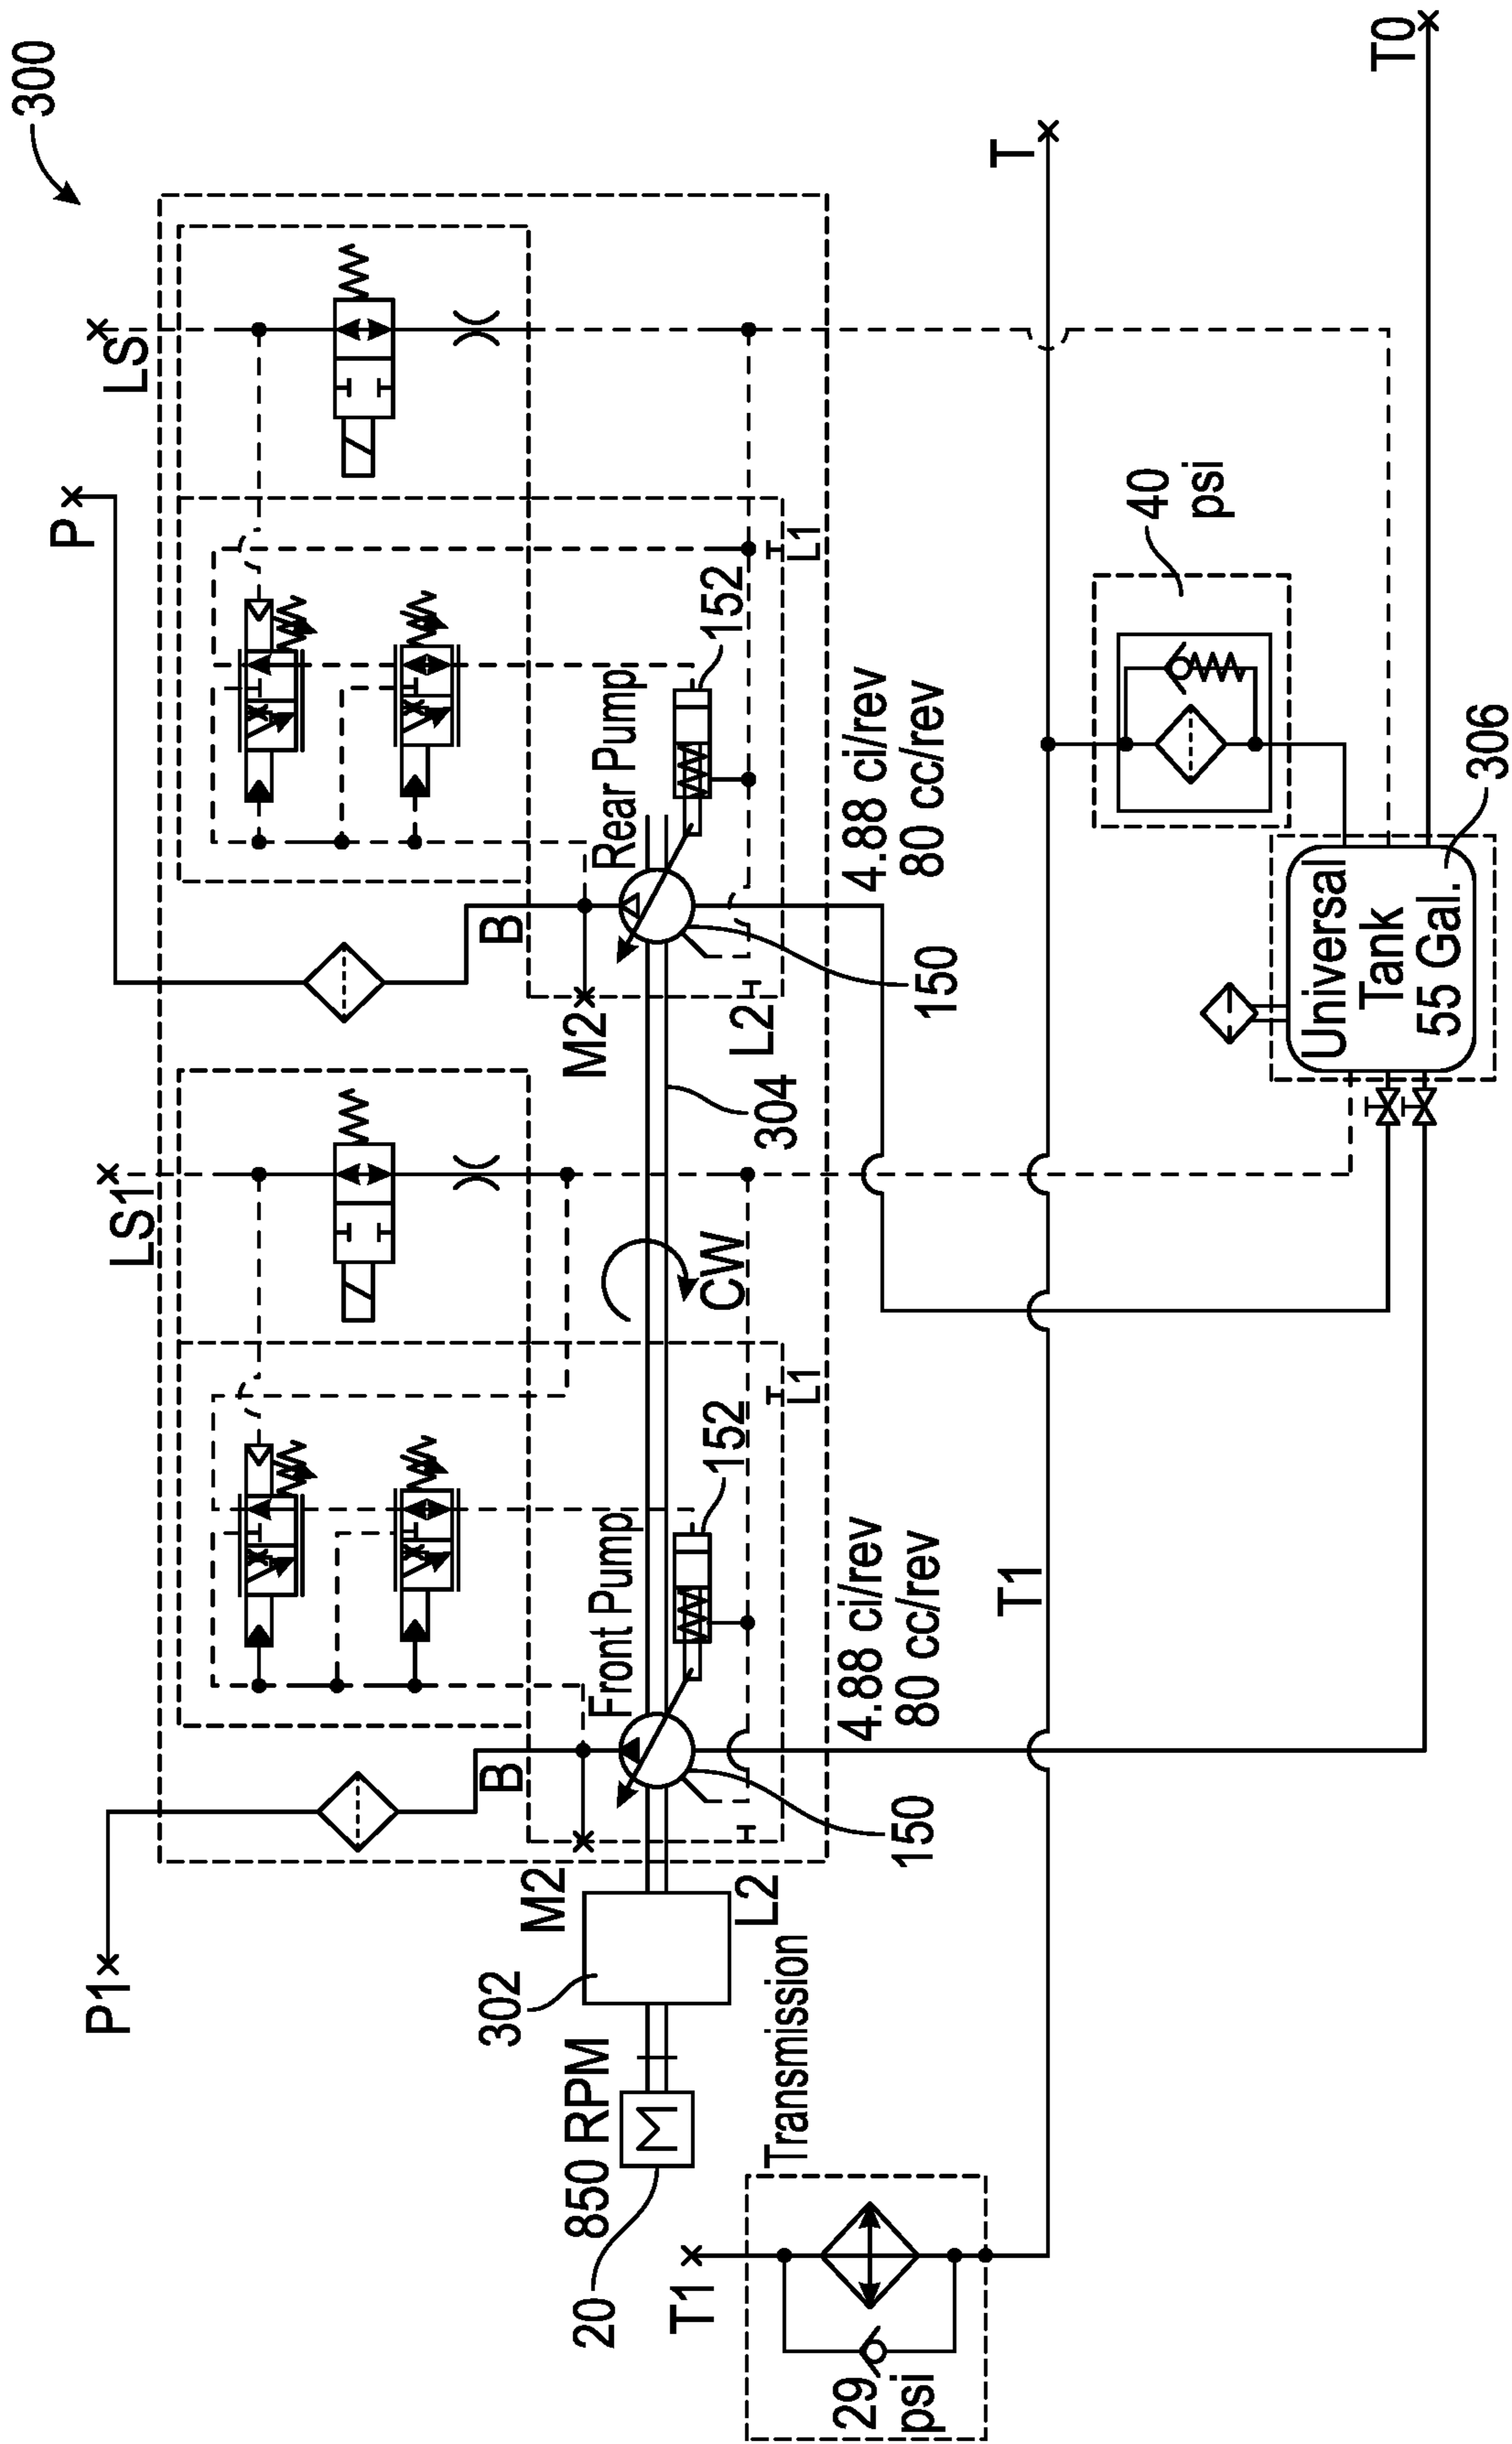 300
P1
LS1
P
LS
T
T0
B
B
M2
302
850 RPM
20
Front Pump
152
L1
CW
304
M2
Rear Pump
152
L1
L2
Transmission
T1
29
psi
L2
150
4.88 ci/rev
80 cc/rev
150
4.88 ci/rev
80 cc/rev
T1
40
psi
Universal
Tank
55 Gal.
306